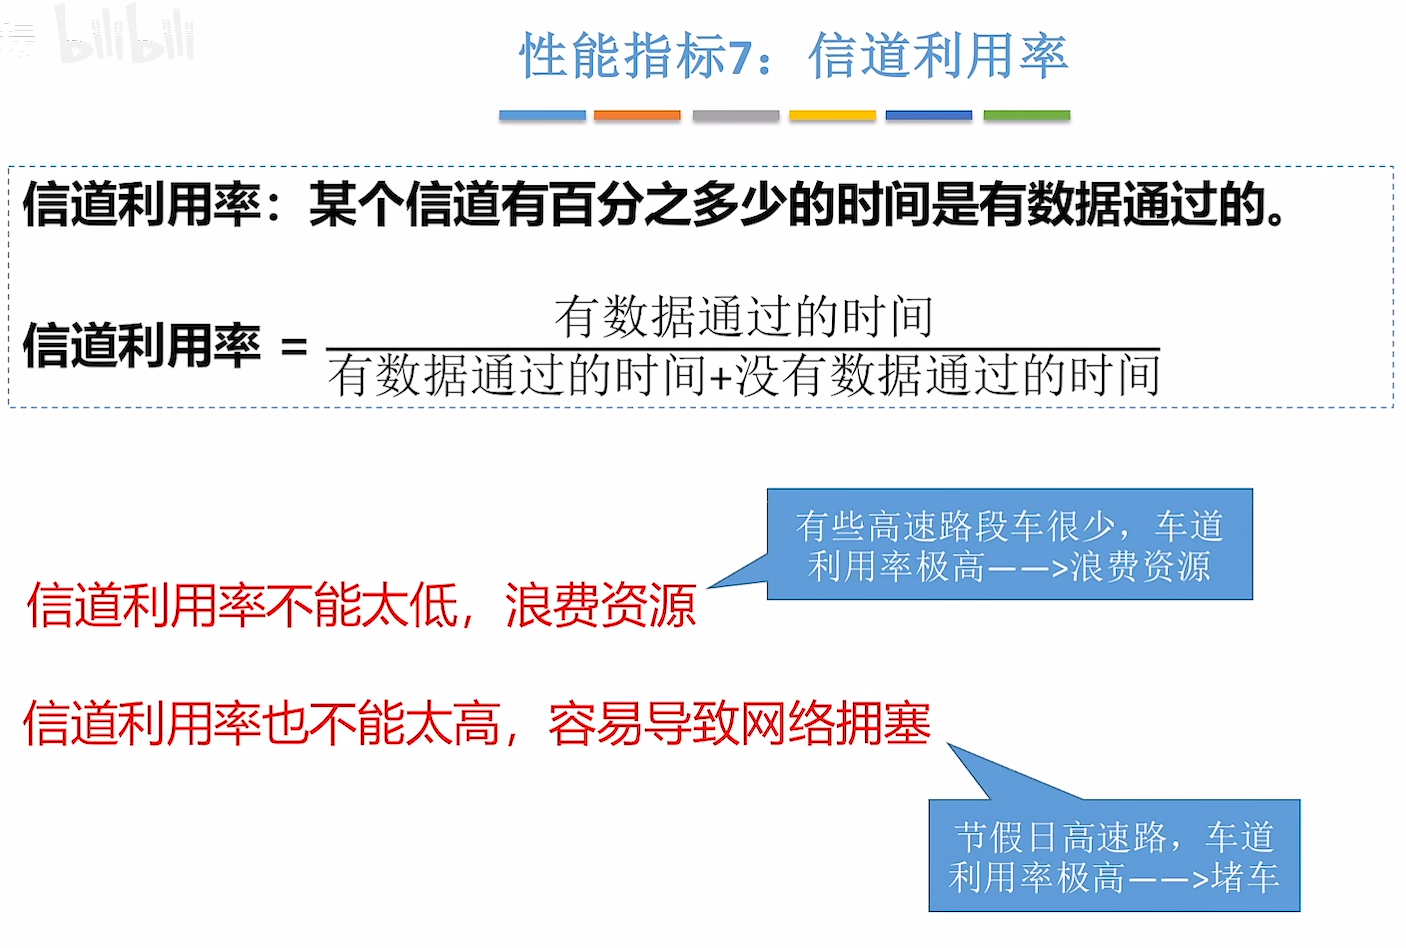 bilibili
性能指标7：信道利用率
信道利用率：某个信道有百分之多少的时间是有数据通过的。
有数据通过的时间
信道利用率 =
有数据通过的时间+没有数据通过的时间
有些高速路段车很少，车道
利用率极高——>浪费资源
信道利用率不能太低，浪费资源
信道利用率也不能太高，容易导致网络拥塞
节假日高速路，车道
利用率极高——>堵车